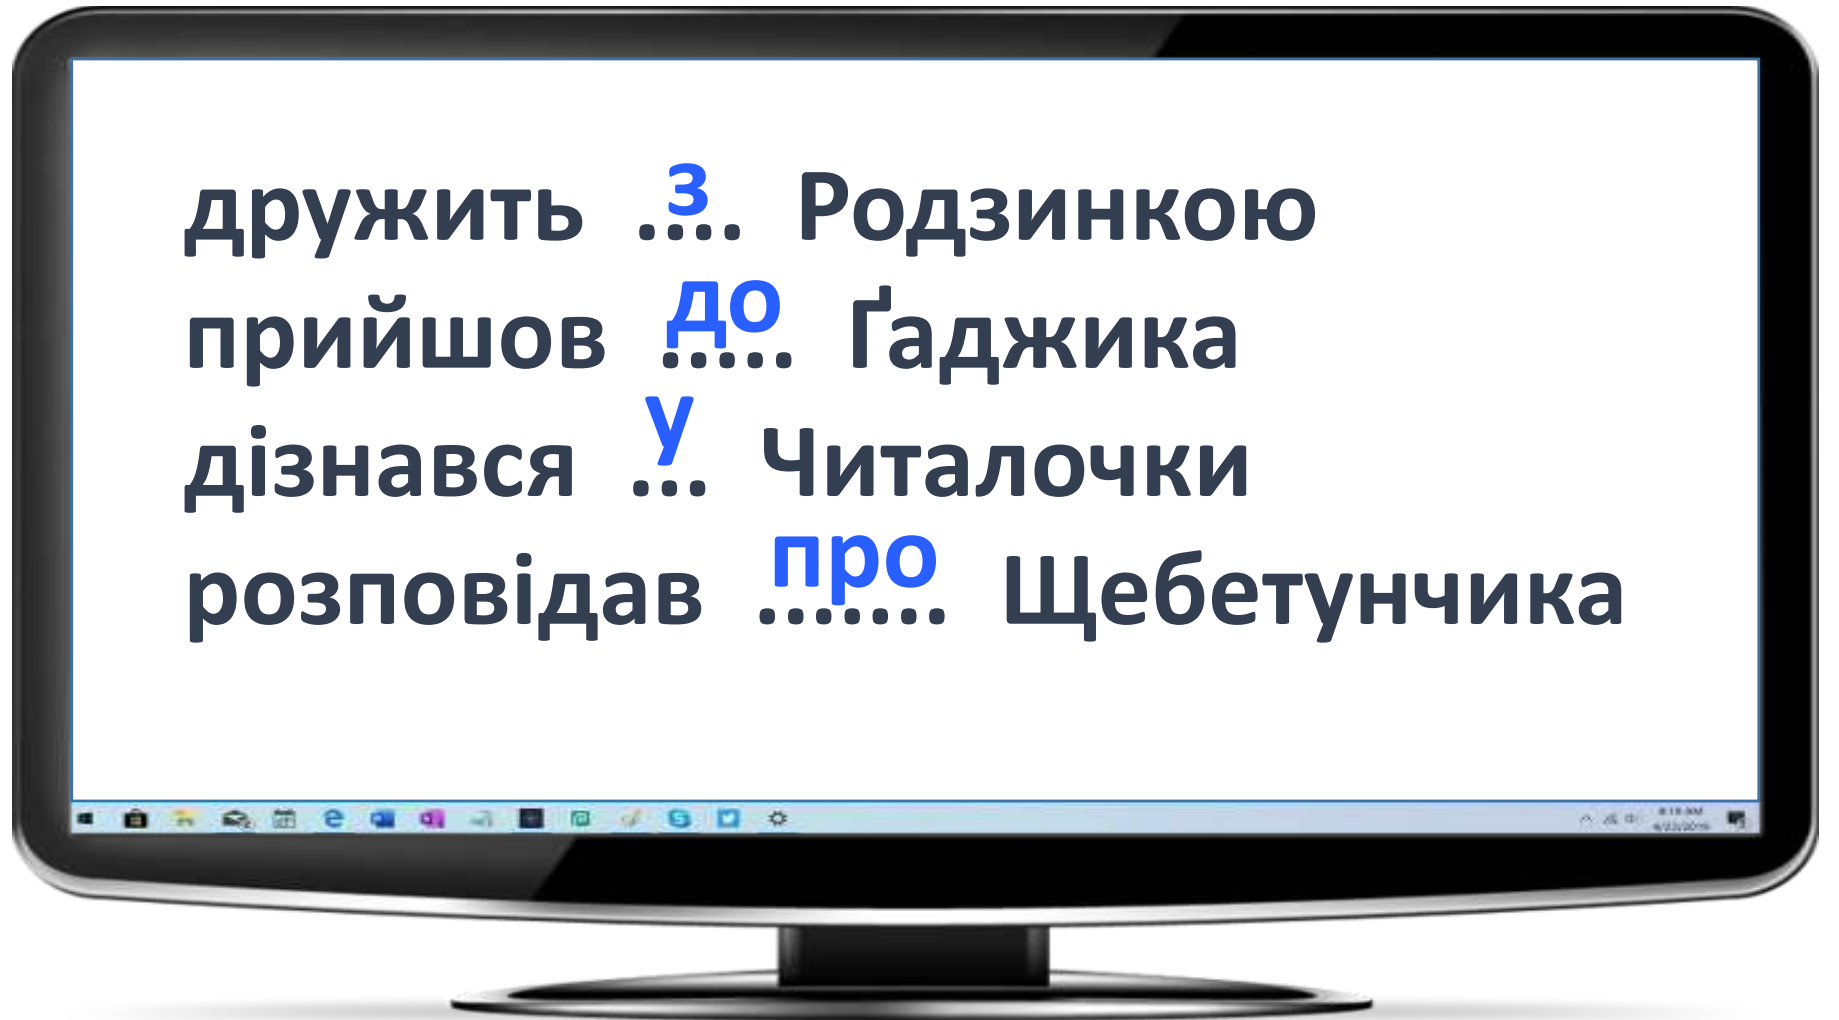 дружить з.... Родзинкою
прийшов до..... Ґаджика
дізнався у... Читалочки
розповідав про....... Щебетунчика